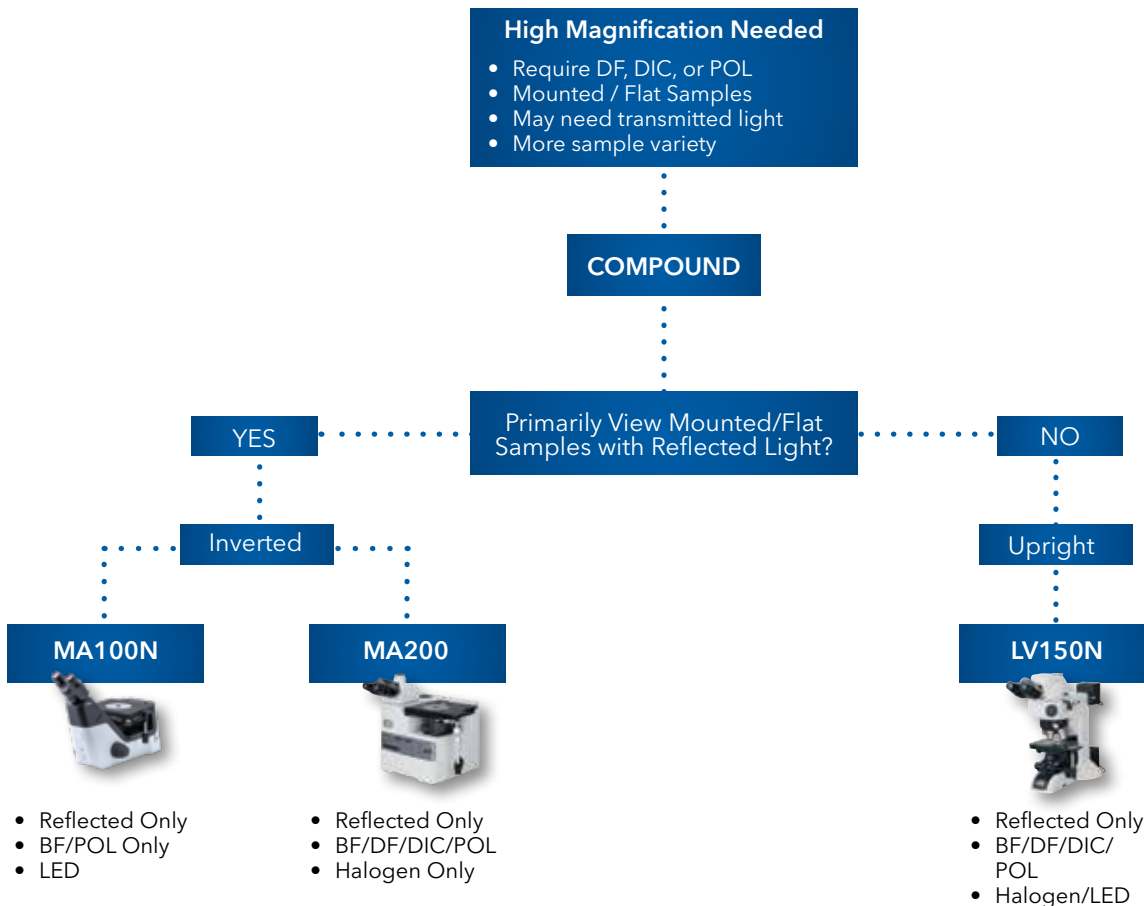 High Magnification Needed
• Require DF, DIC, or POL
• Mounted / Flat Samples
• May need transmitted light
• More sample variety
COMPOUND
Primarily View Mounted/Flat
Samples with Reflected Light?
YES
NO
Inverted
Upright
MA100N
MA200
LV150N
• Reflected Only
• BF/POL Only
• LED
• Reflected Only
• BF/DF/DIC/POL
• Halogen Only
• Reflected Only
• BF/DF/DIC/
POL
• Halogen/LED